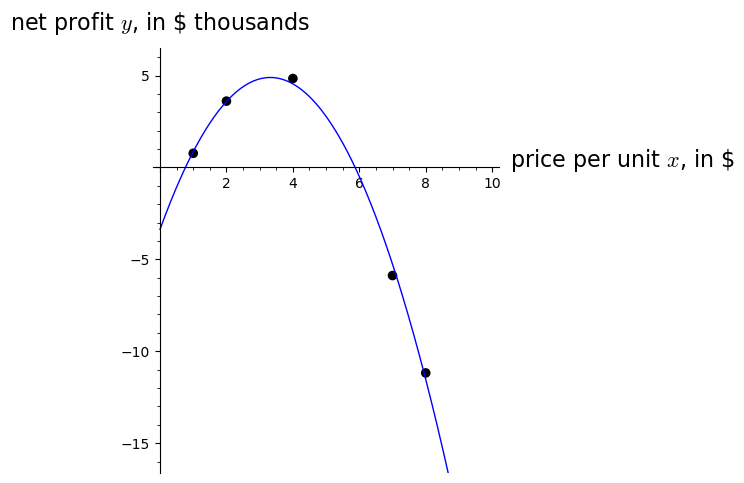 net profit y, in $ thousands
5
price per unit x, in $
2 4 6 8 10
−5
−10
−15